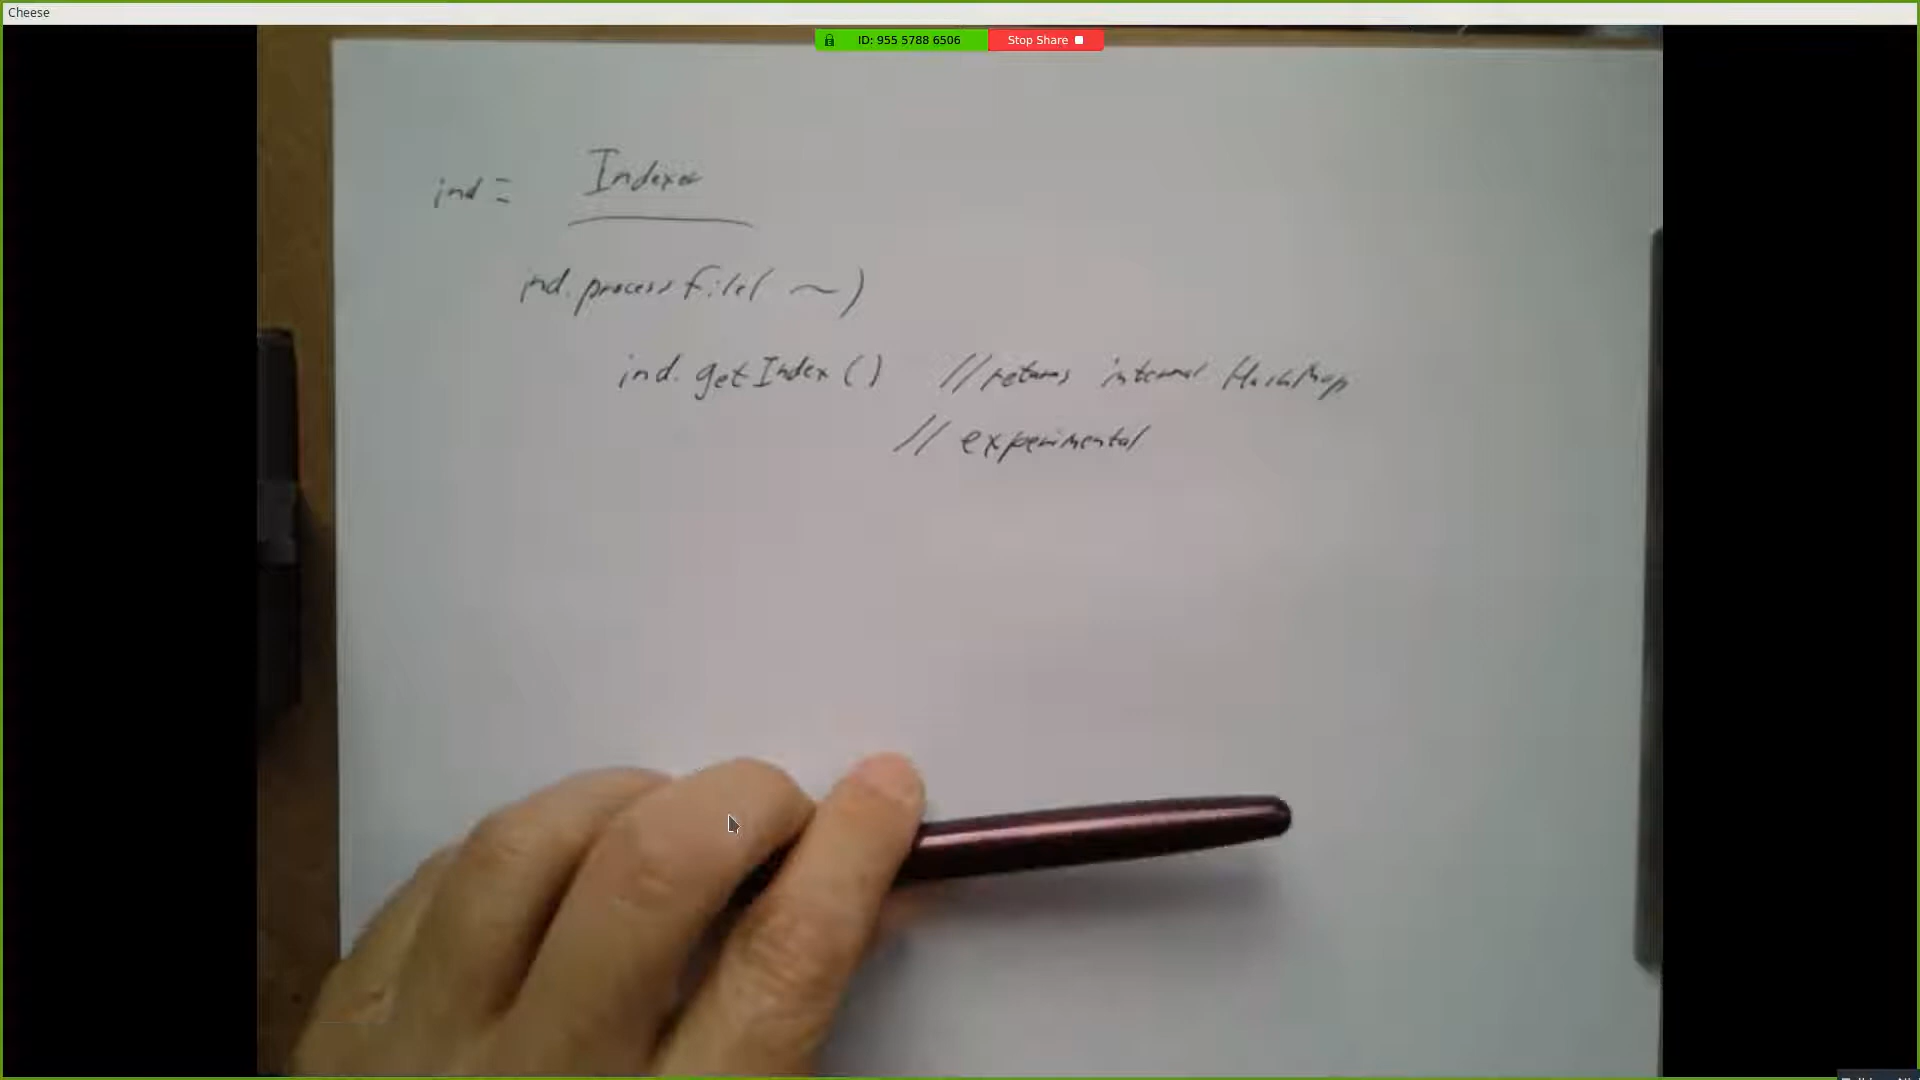 Cheese
ID: 955 5788 6506 Stop Share
ind = Indexer
ind.processFile( ~ )
ind.getIndex() //returns internal HashMap
// experimental